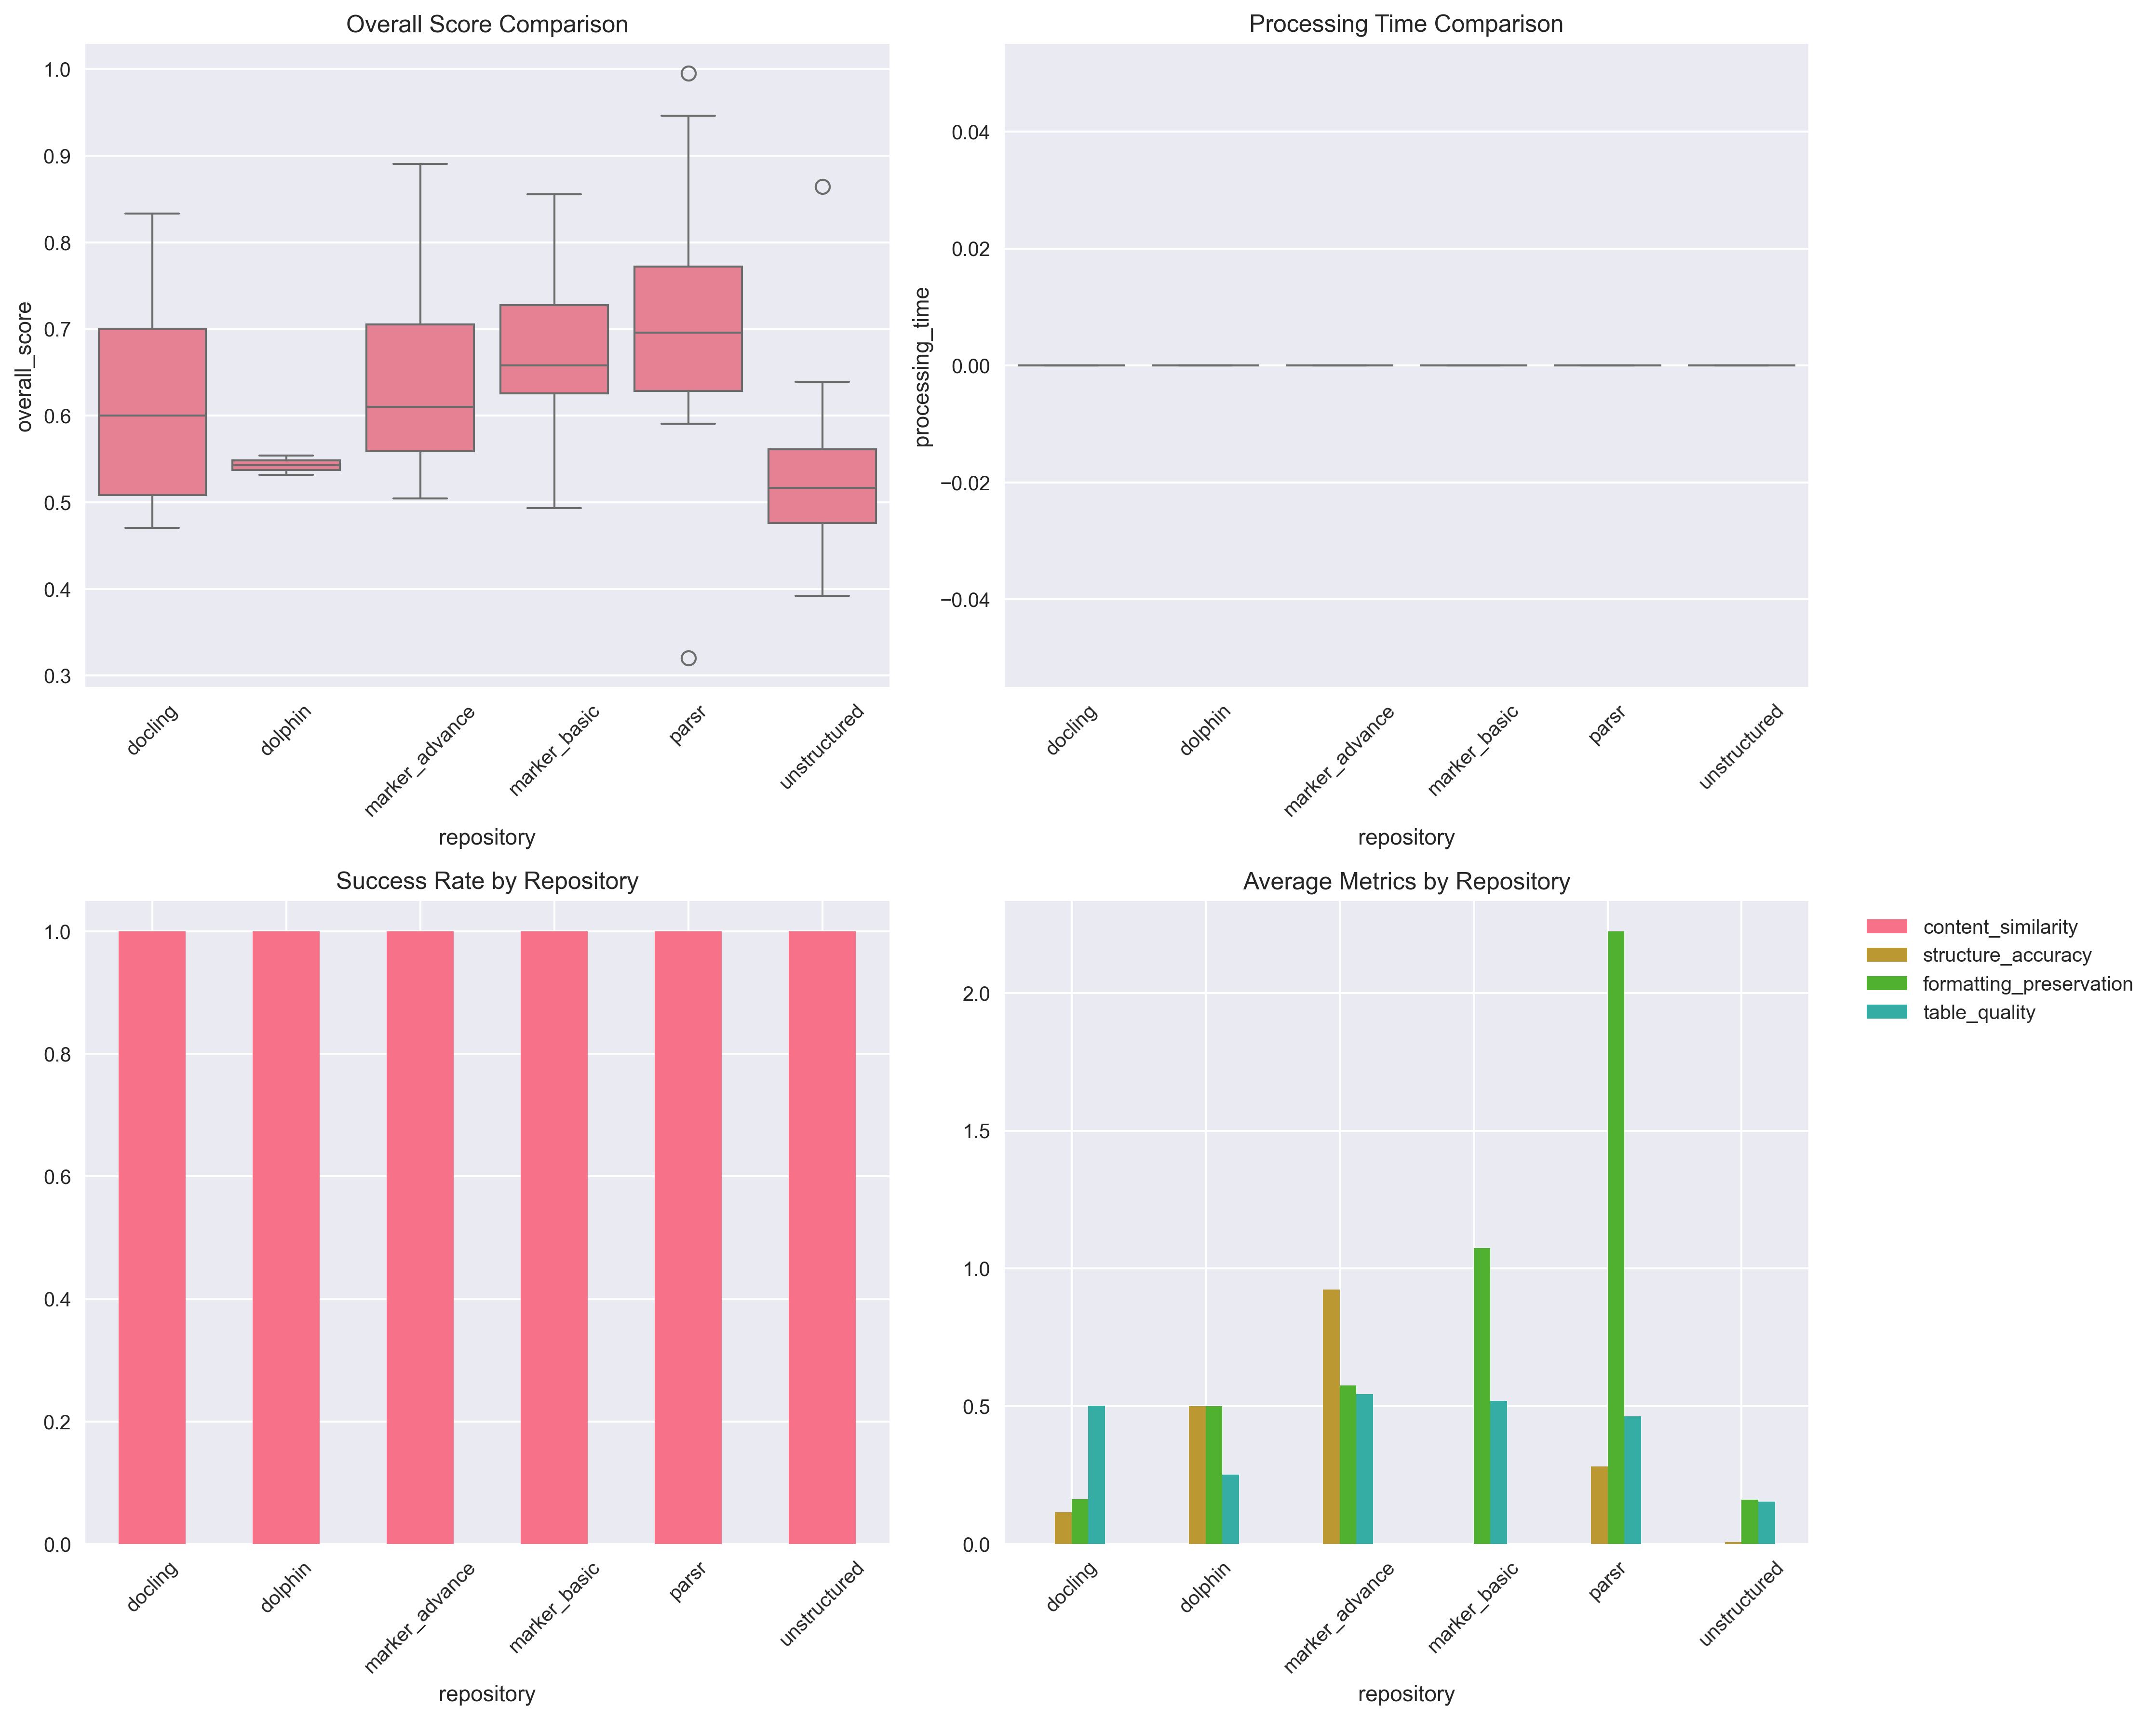 Overall Score Comparison
1.0
0.9
0.8
0.7
0.6
0.5
0.4
0.3
overall_score
docling
dolphin
marker_advance
marker_basic
parsr
unstructured
repository
Processing Time Comparison
0.04
0.02
0.00
−0.02
−0.04
processing_time
docling
dolphin
marker_advance
marker_basic
parsr
unstructured
repository
Success Rate by Repository
1.0
0.8
0.6
0.4
0.2
0.0
docling
dolphin
marker_advance
marker_basic
parsr
unstructured
repository
Average Metrics by Repository
2.0
1.5
1.0
0.5
0.0
docling
dolphin
marker_advance
marker_basic
parsr
unstructured
repository
content_similarity
structure_accuracy
formatting_preservation
table_quality